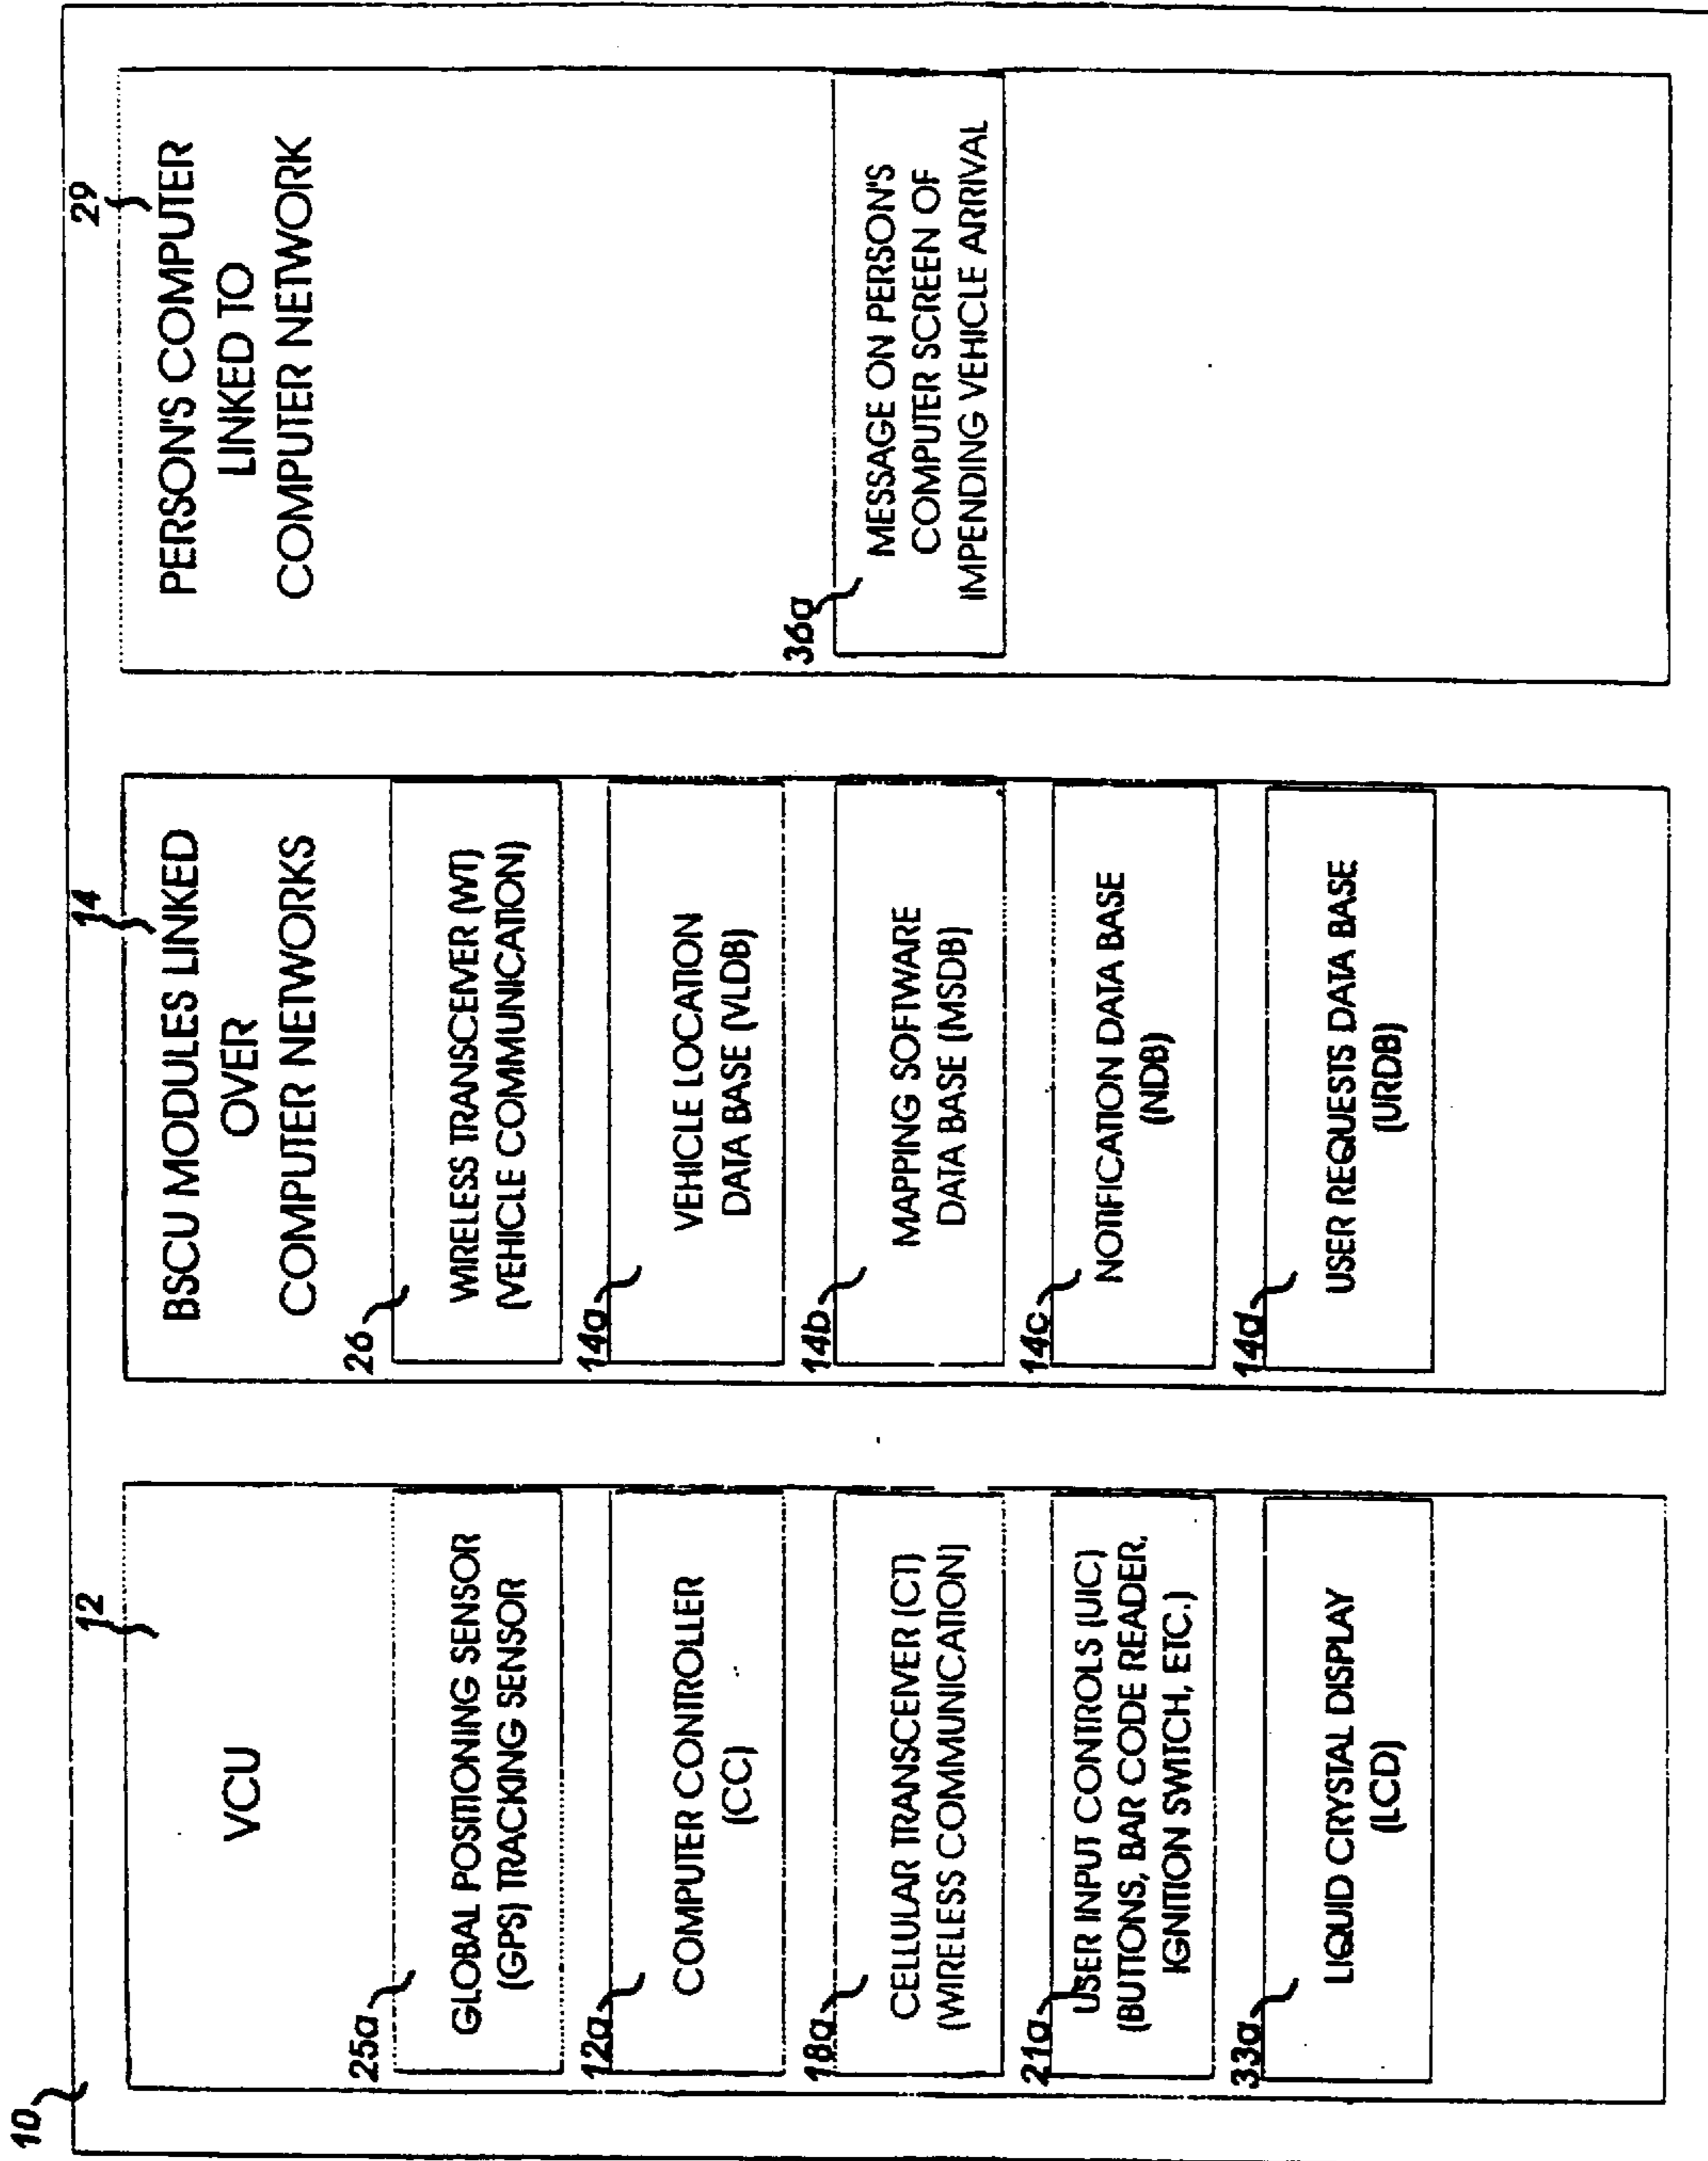 10
12
VCU
25a
GLOBAL POSITIONING SENSOR
(GPS) TRACKING SENSOR
12a
COMPUTER CONTROLLER
(CC)
18a
CELLULAR TRANSCEIVER (CT)
(WIRELESS COMMUNICATION)
21a
USER INPUT CONTROLS (UIC)
(BUTTONS, BAR CODE READER,
IGNITION SWITCH, ETC.)
33a
LIQUID CRYSTAL DISPLAY
(LCD)
14
BSCU MODULES LINKED
OVER
COMPUTER NETWORKS
26
WIRELESS TRANSCEIVER (WT)
(VEHICLE COMMUNICATION)
14a
VEHICLE LOCATION
DATA BASE (VLDB)
14b
MAPPING SOFTWARE
DATA BASE (MSDB)
14c
NOTIFICATION DATA BASE
(NDB)
14d
USER REQUESTS DATA BASE
(URDB)
29
PERSON'S COMPUTER
LINKED TO
COMPUTER NETWORK
36a
MESSAGE ON PERSON'S
COMPUTER SCREEN OF
IMPENDING VEHICLE ARRIVAL